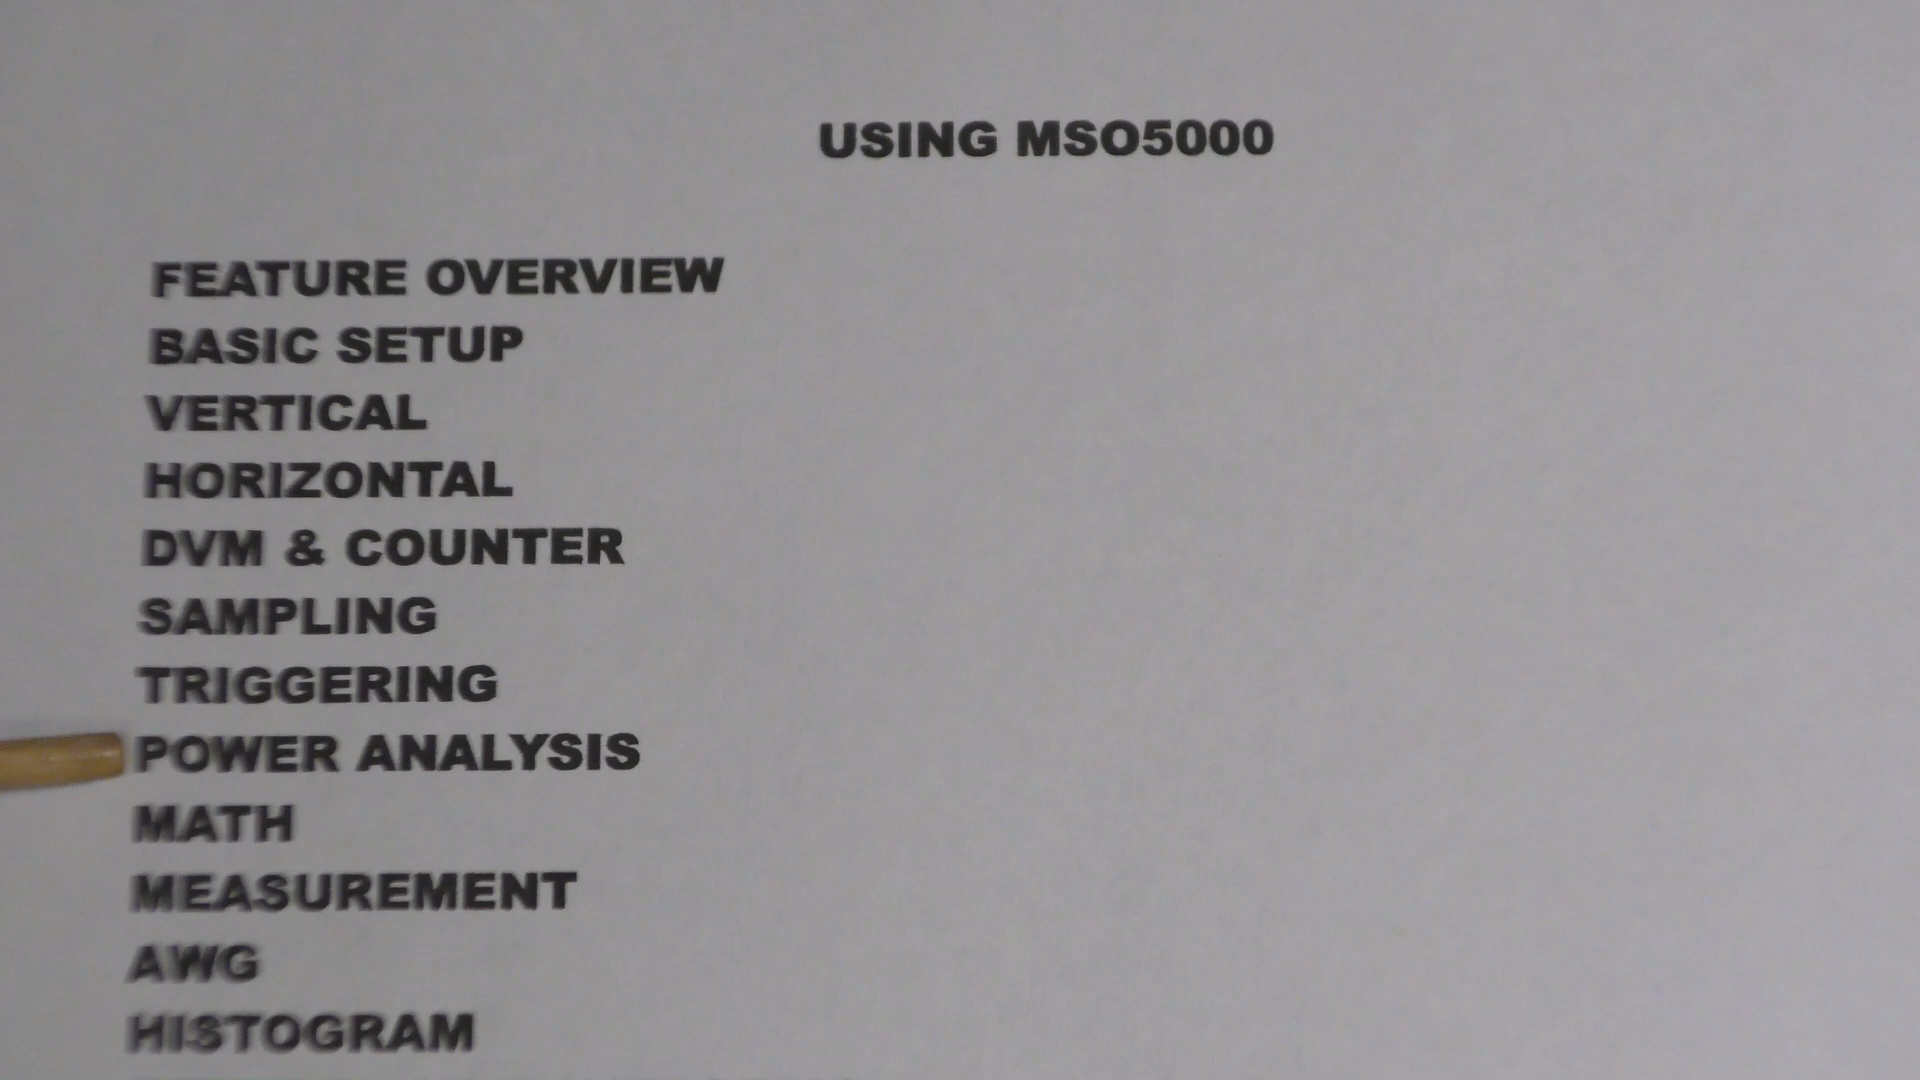 USING MSO5000
FEATURE OVERVIEW
BASIC SETUP
VERTICAL
HORIZONTAL
DVM & COUNTER
SAMPLING
TRIGGERING
POWER ANALYSIS
MATH
MEASUREMENT
AWG
HISTOGRAM